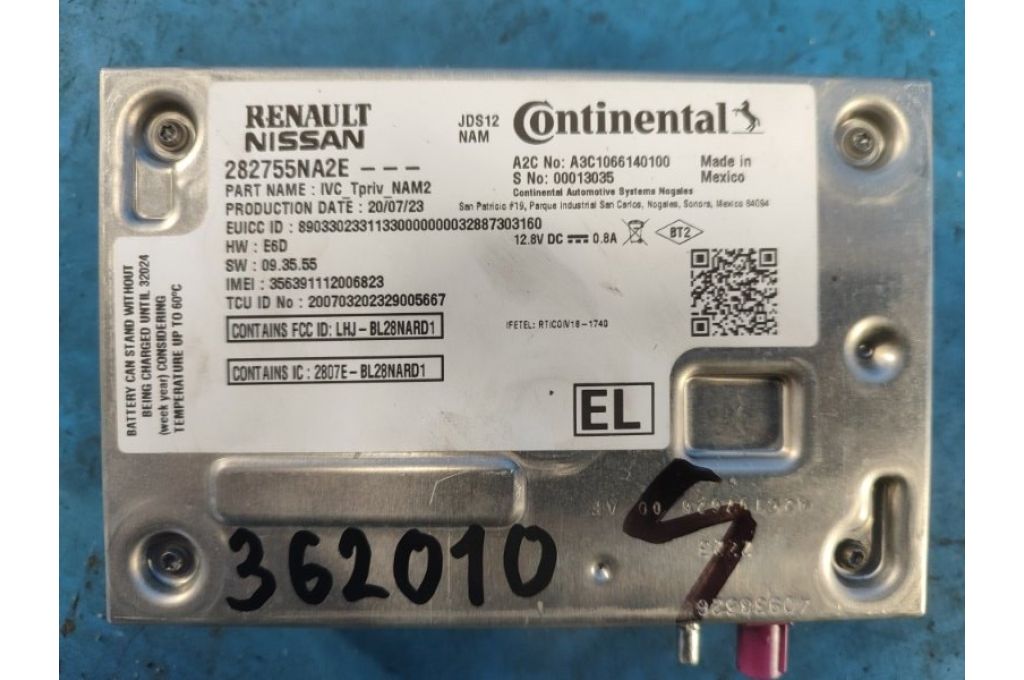 RENAULT
NISSAN
JDS12
NAM
Continental
282755NA2E ---
PART NAME : IVC_Tpriv_NAM2
PRODUCTION DATE : 20/07/23
A2C No: A3C1066140100
S No: 00013035
Made in
Mexico
Continental Automotive Systems Nogales
San Patricio #19, Parque Industrial San Carlos, Nogales, Sonora, Mexico 84094
EUICC ID : 89033023311330000000032887303160
12.8V DC 0.8A
BT2
HW : E6D
SW : 09.35.55
IMEI : 356391112006823
TCU ID No : 200703202329005667
CONTAINS FCC ID: LHJ-BL28NARD1
IFETEL: RTICOIV18-1740
CONTAINS IC : 2807E-BL28NARD1
EL
BATTERY CAN STAND WITHOUT
BEING CHARGED UNTIL 32024
(week year) CONSIDERING
TEMPERATURE UP TO 60°C
362010